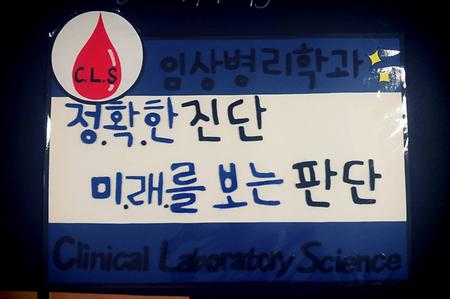 C.L.S
임상병리학과
정.확.한 진단
미.래.를 보는 판단
Clinical Laboratory Science